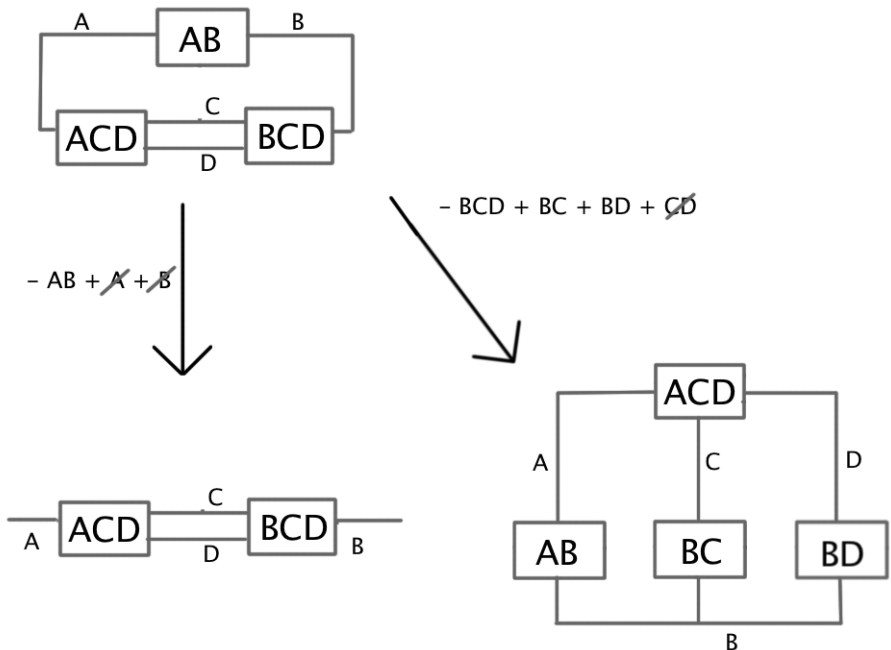 A
AB
B
ACD
C
D
BCD
– BCD + BC + BD + CD
– AB + A + B
ACD
A
C
D
B
A
ACD
C
D
BCD
B
AB
BC
BD
B